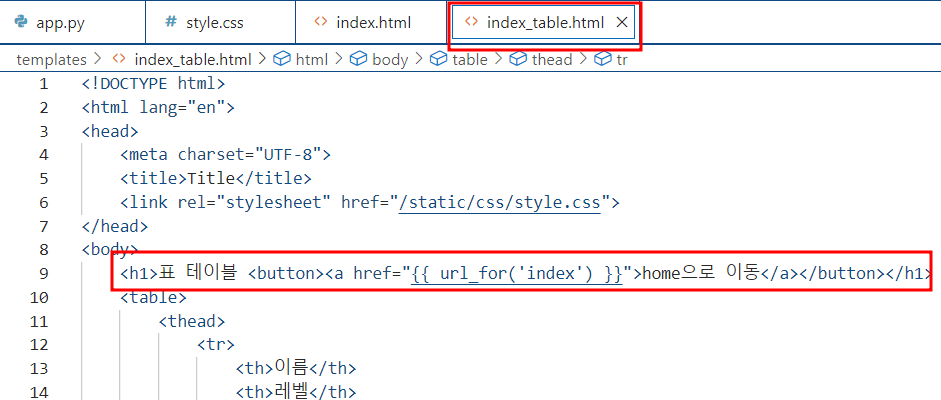 app.py # style.css <> index.html <> index_table.html ×
templates > <> index_table.html > html > body > table > thead > tr
1 <!DOCTYPE html>
2 <html lang="en">
3 <head>
4 <meta charset="UTF-8">
5 <title>Title</title>
6 <link rel="stylesheet" href="/static/css/style.css">
7 </head>
8 <body>
9 <h1>표 테이블 <button><a href="{{ url_for('index') }}">home으로 이동</a></button></h1>
10 <table>
11 <thead>
12 <tr>
13 <th>이름</th>
14 <th>레벨</th>